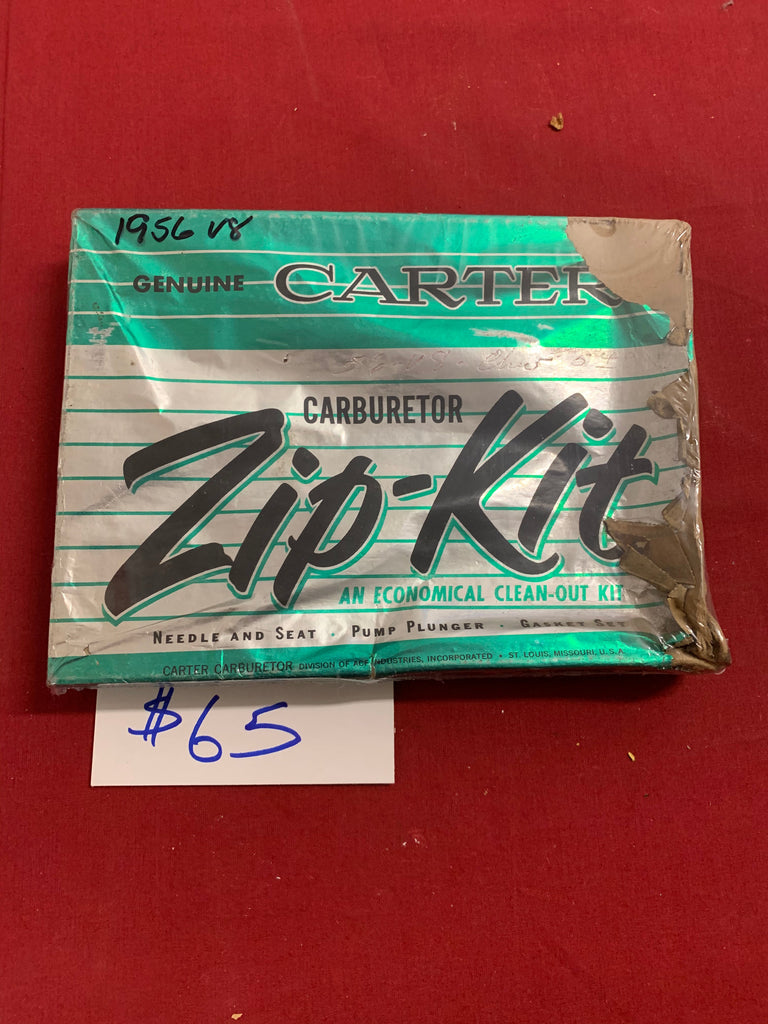 1956 V8
GENUINE CARTER
CARBURETOR
Zip-Kit
AN ECONOMICAL CLEAN-OUT KIT
NEEDLE AND SEAT · PUMP PLUNGER · GASKET SET
CARTER CARBURETOR DIVISION OF ACF INDUSTRIES, INCORPORATED • ST. LOUIS, MISSOURI, U.S.A.
$65